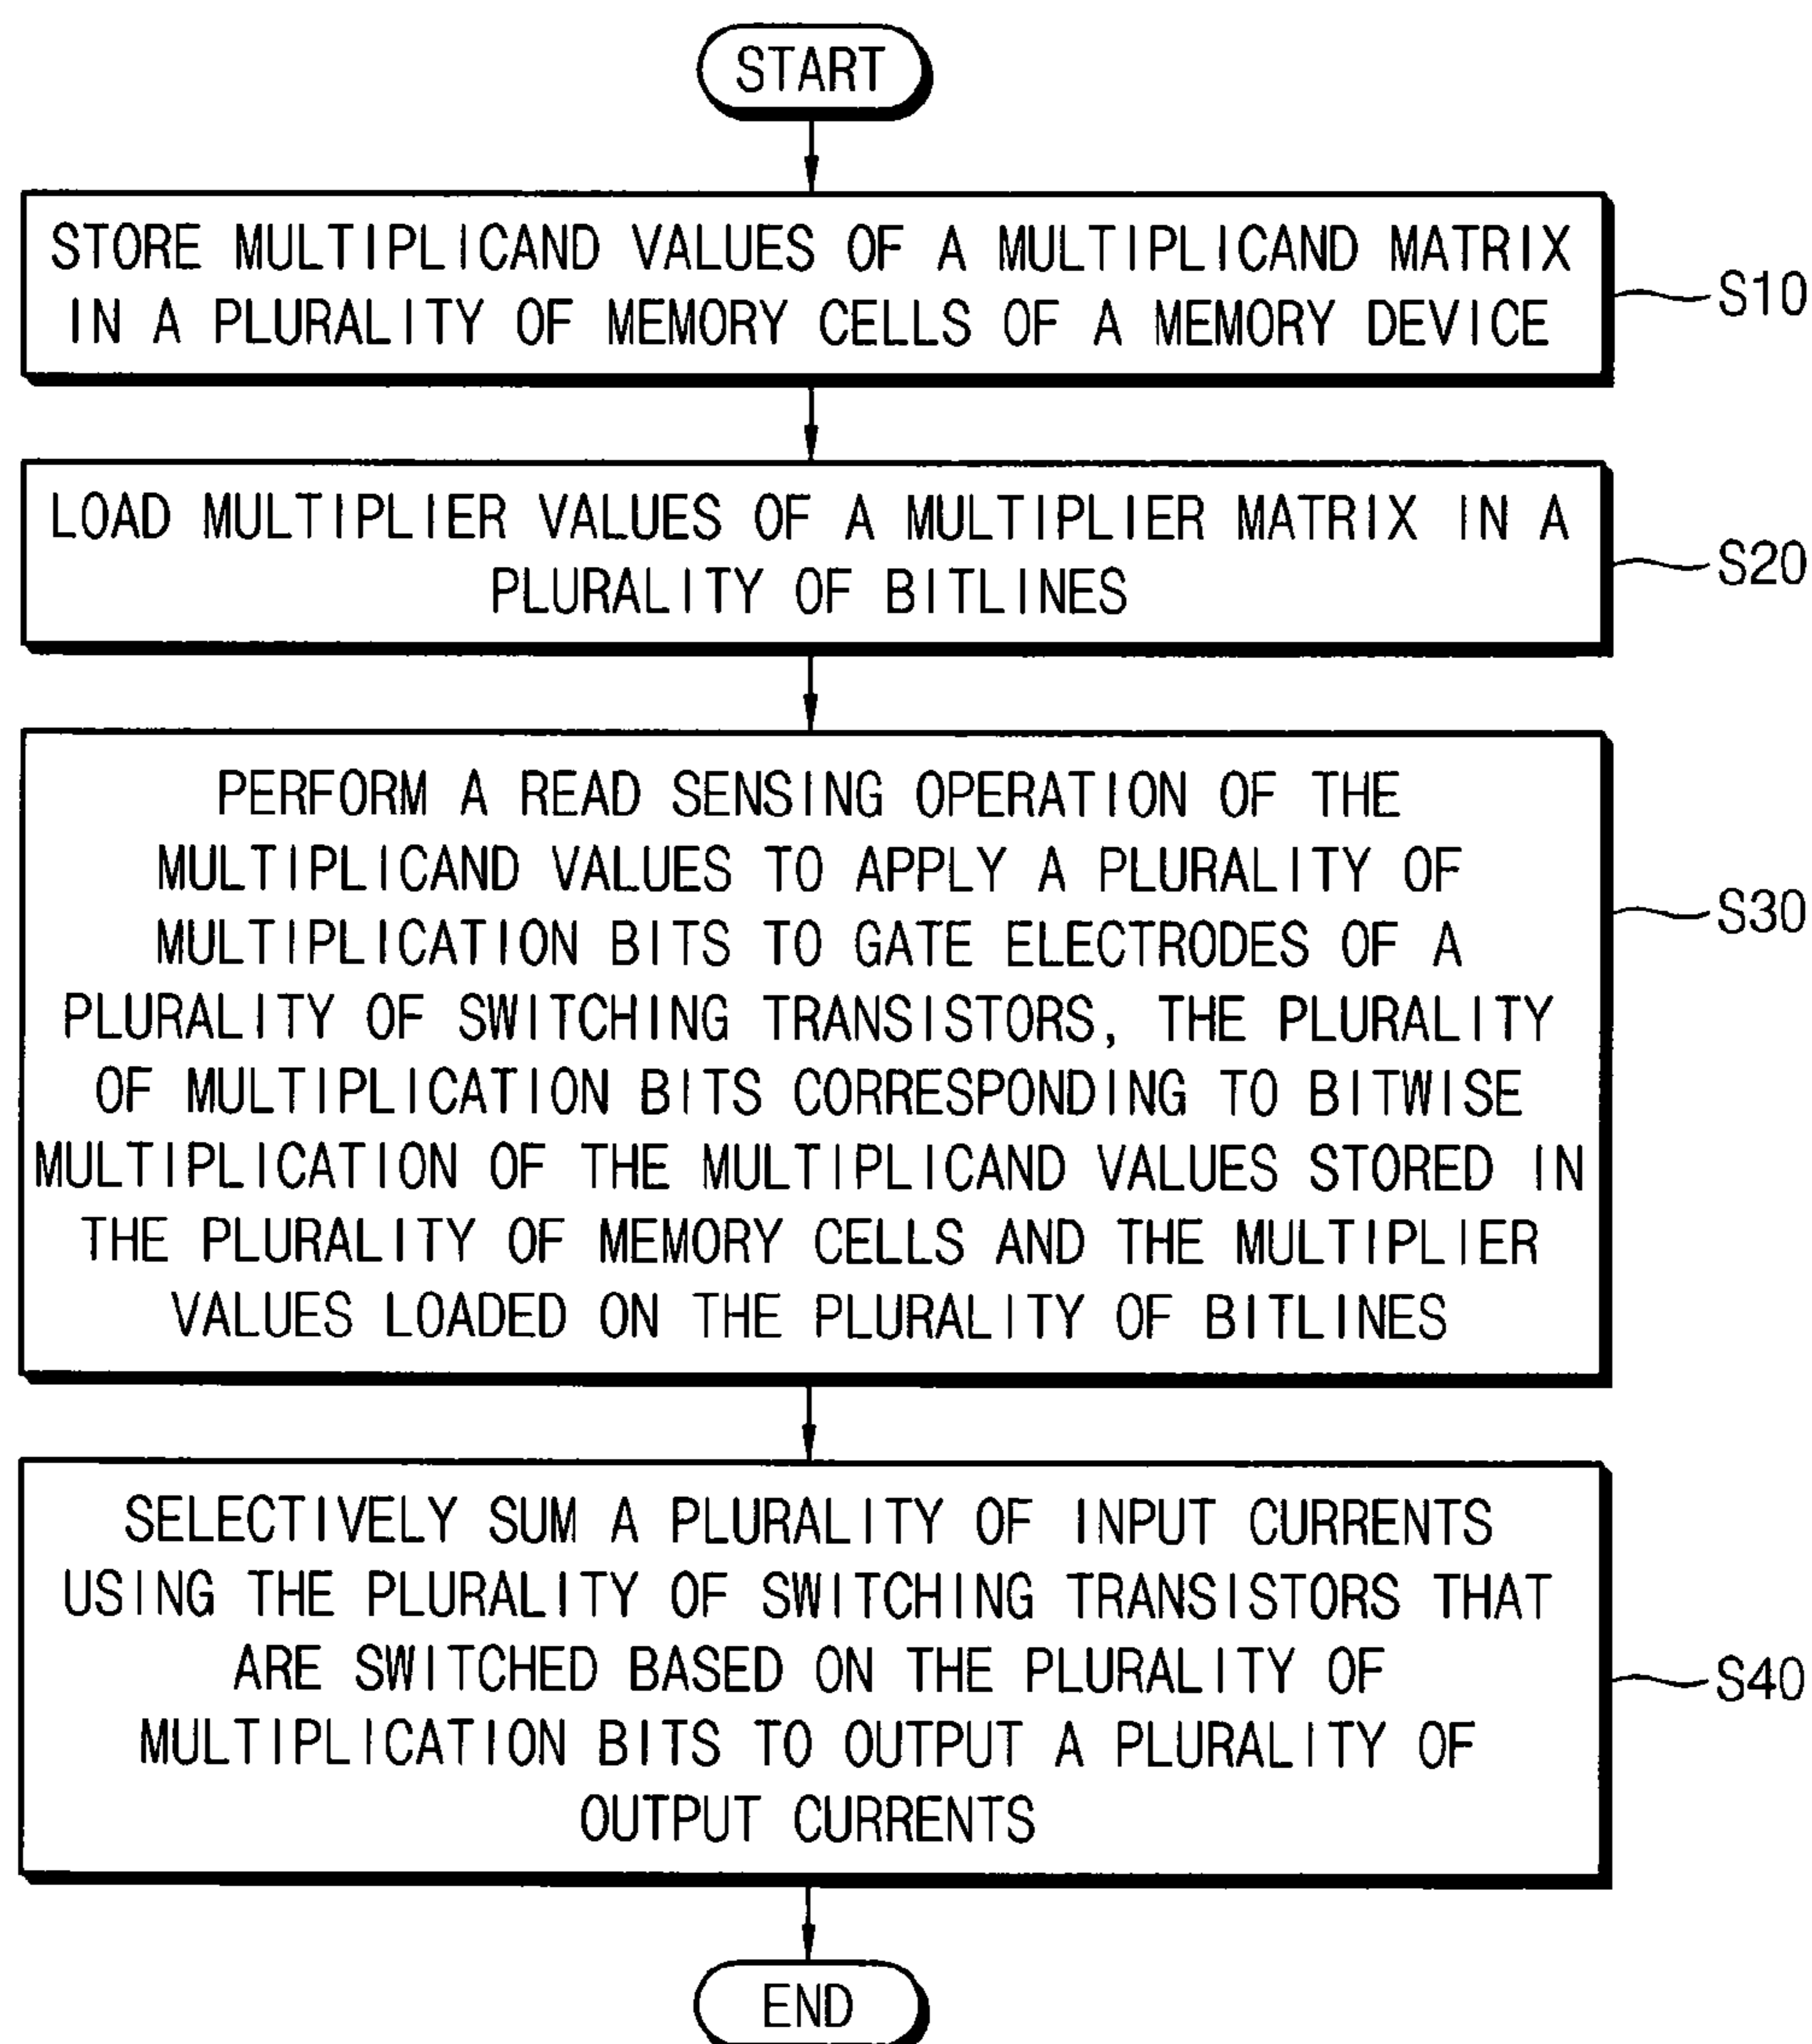 START
STORE MULTIPLICAND VALUES OF A MULTIPLICAND MATRIX
IN A PLURALITY OF MEMORY CELLS OF A MEMORY DEVICE
S10
LOAD MULTIPLIER VALUES OF A MULTIPLIER MATRIX IN A
PLURALITY OF BITLINES
S20
PERFORM A READ SENSING OPERATION OF THE
MULTIPLICAND VALUES TO APPLY A PLURALITY OF
MULTIPLICATION BITS TO GATE ELECTRODES OF A
PLURALITY OF SWITCHING TRANSISTORS, THE PLURALITY
OF MULTIPLICATION BITS CORRESPONDING TO BITWISE
MULTIPLICATION OF THE MULTIPLICAND VALUES STORED IN
THE PLURALITY OF MEMORY CELLS AND THE MULTIPLIER
VALUES LOADED ON THE PLURALITY OF BITLINES
S30
SELECTIVELY SUM A PLURALITY OF INPUT CURRENTS
USING THE PLURALITY OF SWITCHING TRANSISTORS THAT
ARE SWITCHED BASED ON THE PLURALITY OF
MULTIPLICATION BITS TO OUTPUT A PLURALITY OF
OUTPUT CURRENTS
S40
END